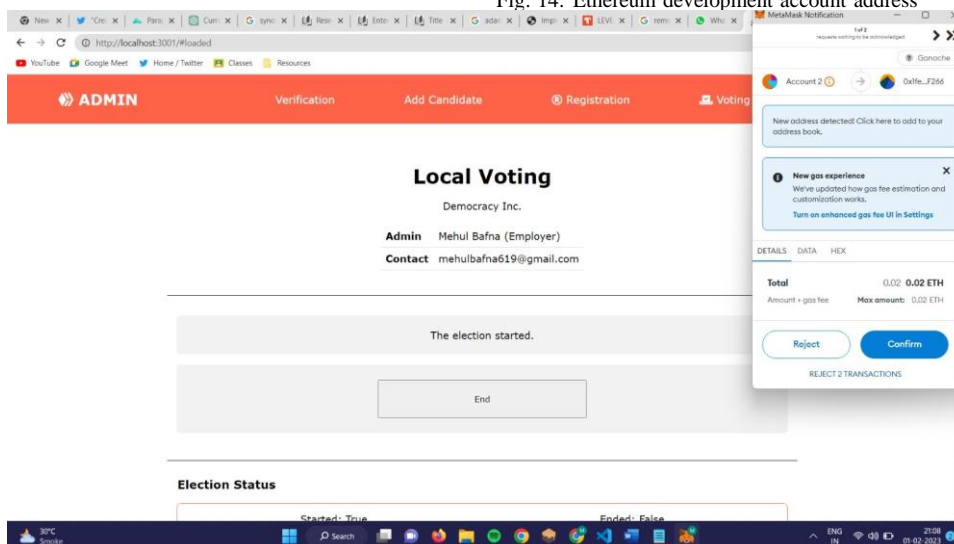 Fig. 14. Ethereum development account address
New
"Cre
Paro
Curr
G sync
Rese
Ente
Title
G adac
Impi
LEVE
G rem
Who
MetaMask Notification
http://localhost:3001/#loaded
1 of 2
requests waiting to be acknowledged
YouTube Google Meet Home / Twitter Classes Resources
Ganache
ADMIN Verification Add Candidate ® Registration Voting
Account 2 0x1fe...F266
New address detected! Click here to add to your
address book.
Local Voting
Democracy Inc.
New gas experience
We've updated how gas fee estimation and
customization works.
Turn on enhanced gas fee UI in Settings
Admin Mehul Bafna (Employer)
Contact mehulbafna619@gmail.com
DETAILS DATA HEX
Total 0.02 0.02 ETH
Amount + gas fee Max amount: 0.02 ETH
The election started.
Reject Confirm
REJECT 2 TRANSACTIONS
End
Election Status
Started: True Ended: False
30°C
Smoke
Search
ENG
IN
21:08
01-02-2023